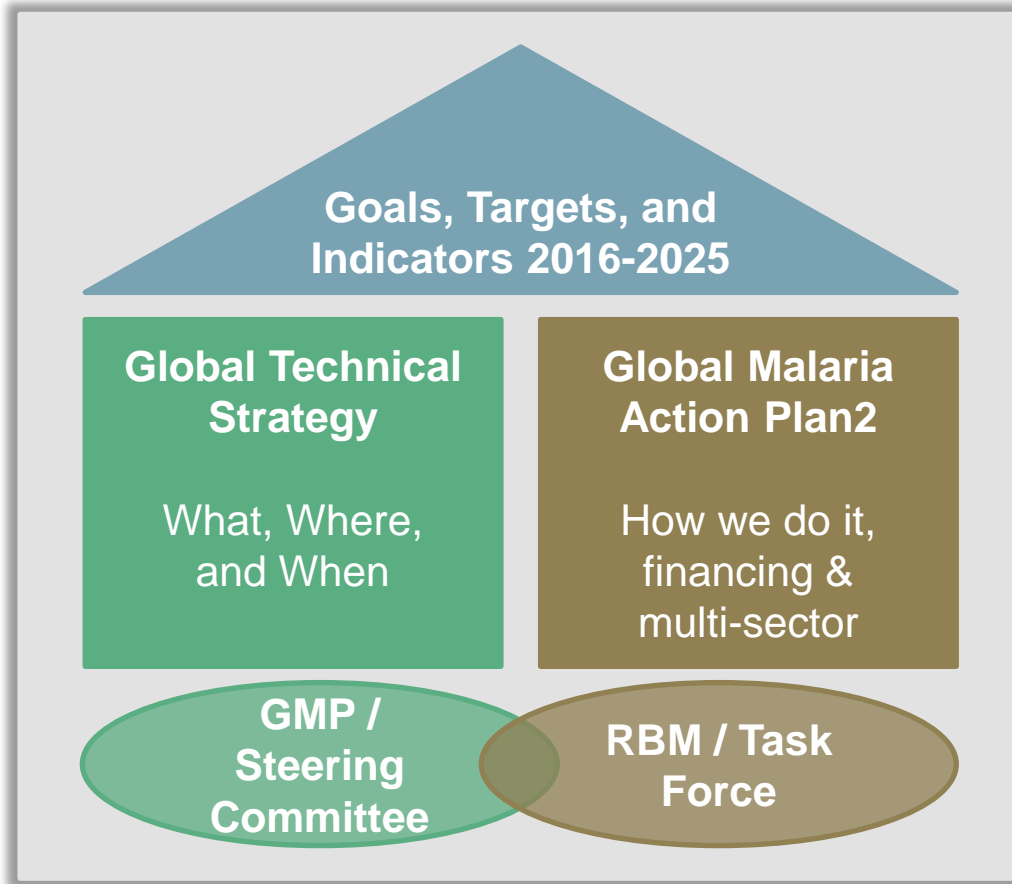 Goals, Targets, and
Indicators 2016-2025
Global Technical
Strategy
What, Where,
and When
Global Malaria
Action Plan2
How we do it,
financing &
multi-sector
GMP /
Steering
Committee
RBM / Task
Force